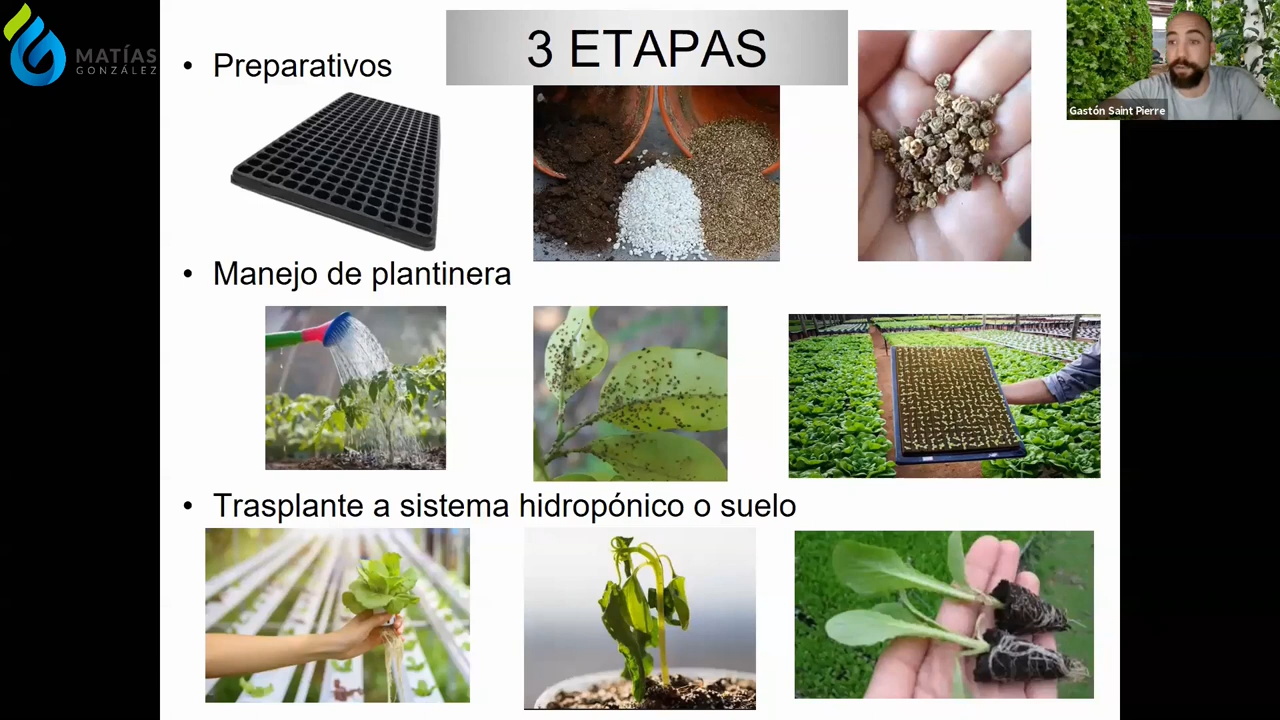 MATÍAS
GONZÁLEZ
3 ETAPAS
• Preparativos
Gastón Saint Pierre
• Manejo de plantinera
• Trasplante a sistema hidropónico o suelo